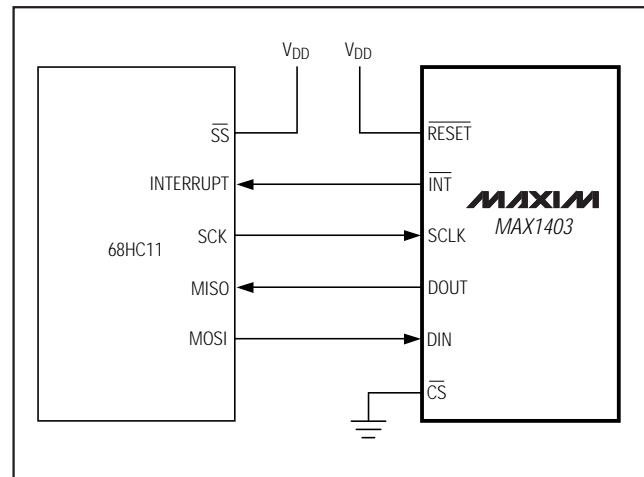 VDD VDD
SS RESET
INTERRUPT INT
MAXIM
MAX1403
SCK SCLK
68HC11
MISO DOUT
MOSI DIN
CS